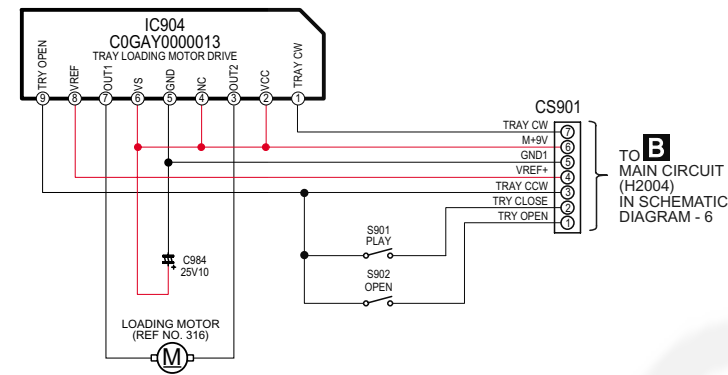 IC904
C0GAY0000013
TRAY LOADING MOTOR DRIVE
TRY OPEN
VREF
OUT1
VS
GND
NC
OUT2
VCC
TRAY CW
9
8
7
6
5
4
3
2
1
CS901
TRAY CW
7
M+9V
6
GND1
5
VREF+
4
TRAY CCW
3
TRY CLOSE
2
TRY OPEN
1
TO B
MAIN CIRCUIT
(H2004)
IN SCHEMATIC
DIAGRAM - 6
S901
PLAY
S902
OPEN
C984
25V10
+
LOADING MOTOR
(REF NO. 316)
M